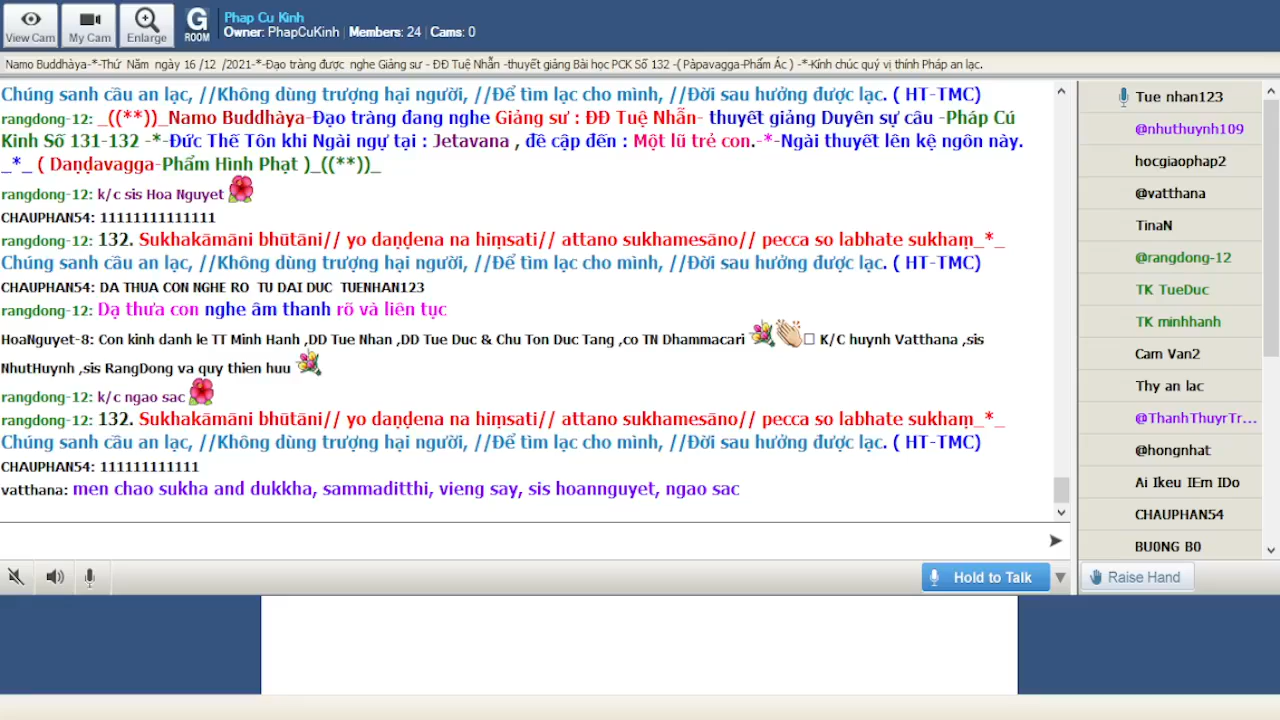 View Cam
My Cam
Enlarge
G
ROOM
Phap Cu Kinh
Owner: PhapCuKinh | Members: 24 | Cams: 0
Namo Buddhàya-*-Thứ Năm ngày 16 /12 /2021-*-Đạo tràng được nghe Giảng sư - ĐĐ Tuệ Nhẫn -thuyết giảng Bài học PCK Số 132 -( Pàpavagga-Phẩm Ác ) -*-Kính chúc quý vị thính Pháp an lạc.
Chúng sanh cầu an lạc, //Không dùng trượng hại người, //Để tìm lạc cho mình, //Đời sau hưởng được lạc. ( HT-TMC)
rangdong-12: _((**))_Namo Buddhàya-Đạo tràng đang nghe Giảng sư : ĐĐ Tuệ Nhẫn- thuyết giảng Duyên sự câu -Pháp Cú
Kinh Số 131-132 -*-Đức Thế Tôn khi Ngài ngự tại : Jetavana , đề cập đến : Một lũ trẻ con.-*-Ngài thuyết lên kệ ngôn này.
_*_ ( Daṇḍavagga-Phẩm Hình Phạt )_((**))_
rangdong-12: k/c sis Hoa Nguyet
CHAUPHAN54: 11111111111111
rangdong-12: 132. Sukhakāmāni bhūtāni// yo daṇḍena na hiṃsati// attano sukhamesāno// pecca so labhate sukhaṃ_*_
Chúng sanh cầu an lạc, //Không dùng trượng hại người, //Để tìm lạc cho mình, //Đời sau hưởng được lạc. ( HT-TMC)
CHAUPHAN54: DA THUA CON NGHE RO TU DAI DUC TUENHAN123
rangdong-12: Dạ thưa con nghe âm thanh rõ và liên tục
HoaNguyet-8: Con kinh danh le TT Minh Hanh ,DD Tue Nhan ,DD Tue Duc & Chu Ton Duc Tang ,co TN Dhammacari K/C huynh Vatthana ,sis
NhutHuynh ,sis RangDong va quy thien huu
rangdong-12: k/c ngao sac
rangdong-12: 132. Sukhakāmāni bhūtāni// yo daṇḍena na hiṃsati// attano sukhamesāno// pecca so labhate sukhaṃ_*_
Chúng sanh cầu an lạc, //Không dùng trượng hại người, //Để tìm lạc cho mình, //Đời sau hưởng được lạc. ( HT-TMC)
CHAUPHAN54: 111111111111
vatthana: men chao sukha and dukkha, sammaditthi, vieng say, sis hoannguyet, ngao sac
Tue nhan123
@nhuthuynh109
hocgiaophap2
@vatthana
TinaN
@rangdong-12
TK TueDuc
TK minhhanh
Cam Van2
Thy an lac
@ThanhThuyrTr...
@hongnhat
Ai Ikeu IEm IDo
CHAUPHAN54
BU0NG B0
Hold to Talk
Raise Hand